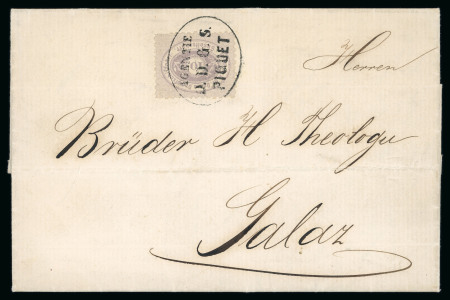 AGENTIE
D. D. G. S.
PIQUET
Herren
Brüder H Theologu
Galaz